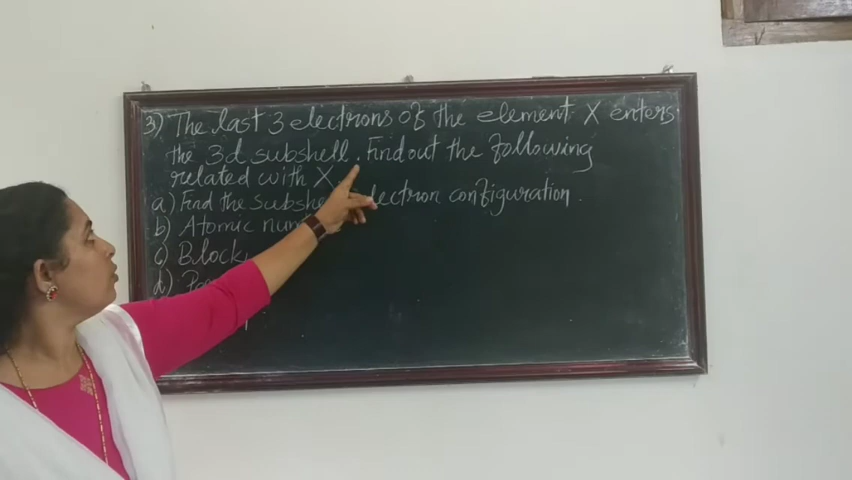 3) The last 3 electrons of the element X enters
the 3d subshell. Find out the following
related with X
a) Find the subshell electron configuration.
b) Atomic num
c) Block
d) Pe